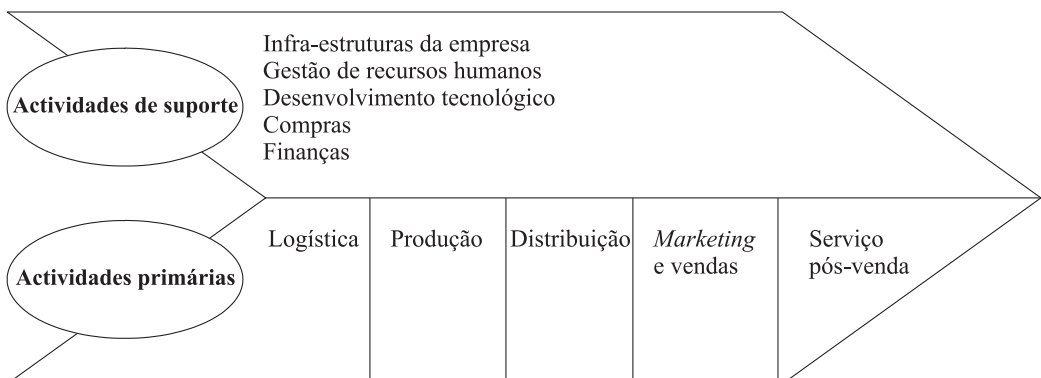 Infra-estruturas da empresa
Gestão de recursos humanos
Desenvolvimento tecnológico
Compras
Finanças
Actividades de suporte
Logística
Produção
Distribuição
Marketing
e vendas
Serviço
pós-venda
Actividades primárias